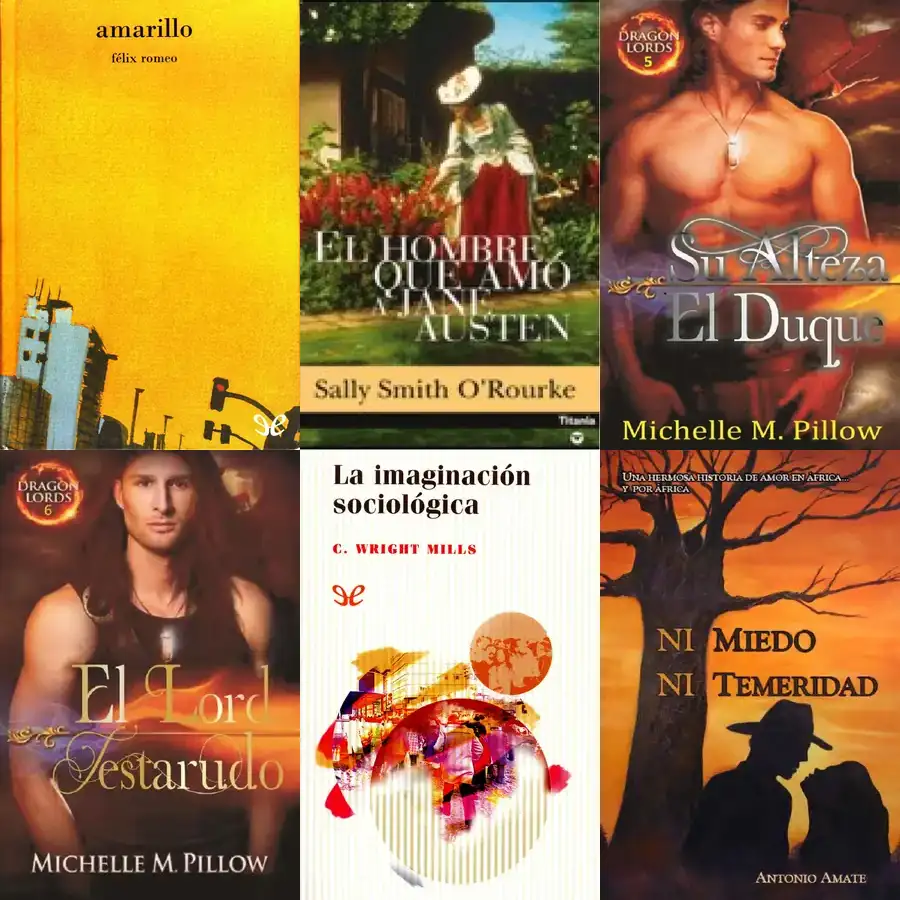 amarillo
félix romeo
EL HOMBRE
QUE AMÓ
A JANE
AUSTEN
Sally Smith O'Rourke
Titania
DRAGON
LORDS
5
Su Alteza
El Duque
Michelle M. Pillow
DRAGON
LORDS
6
El Lord
Testarudo
MICHELLE M. PILLOW
La imaginación
sociológica
C. WRIGHT MILLS
UNA HERMOSA HISTORIA DE AMOR EN ÁFRICA...
Y POR ÁFRICA
NI MIEDO
NI TEMERIDAD
ANTONIO AMATE